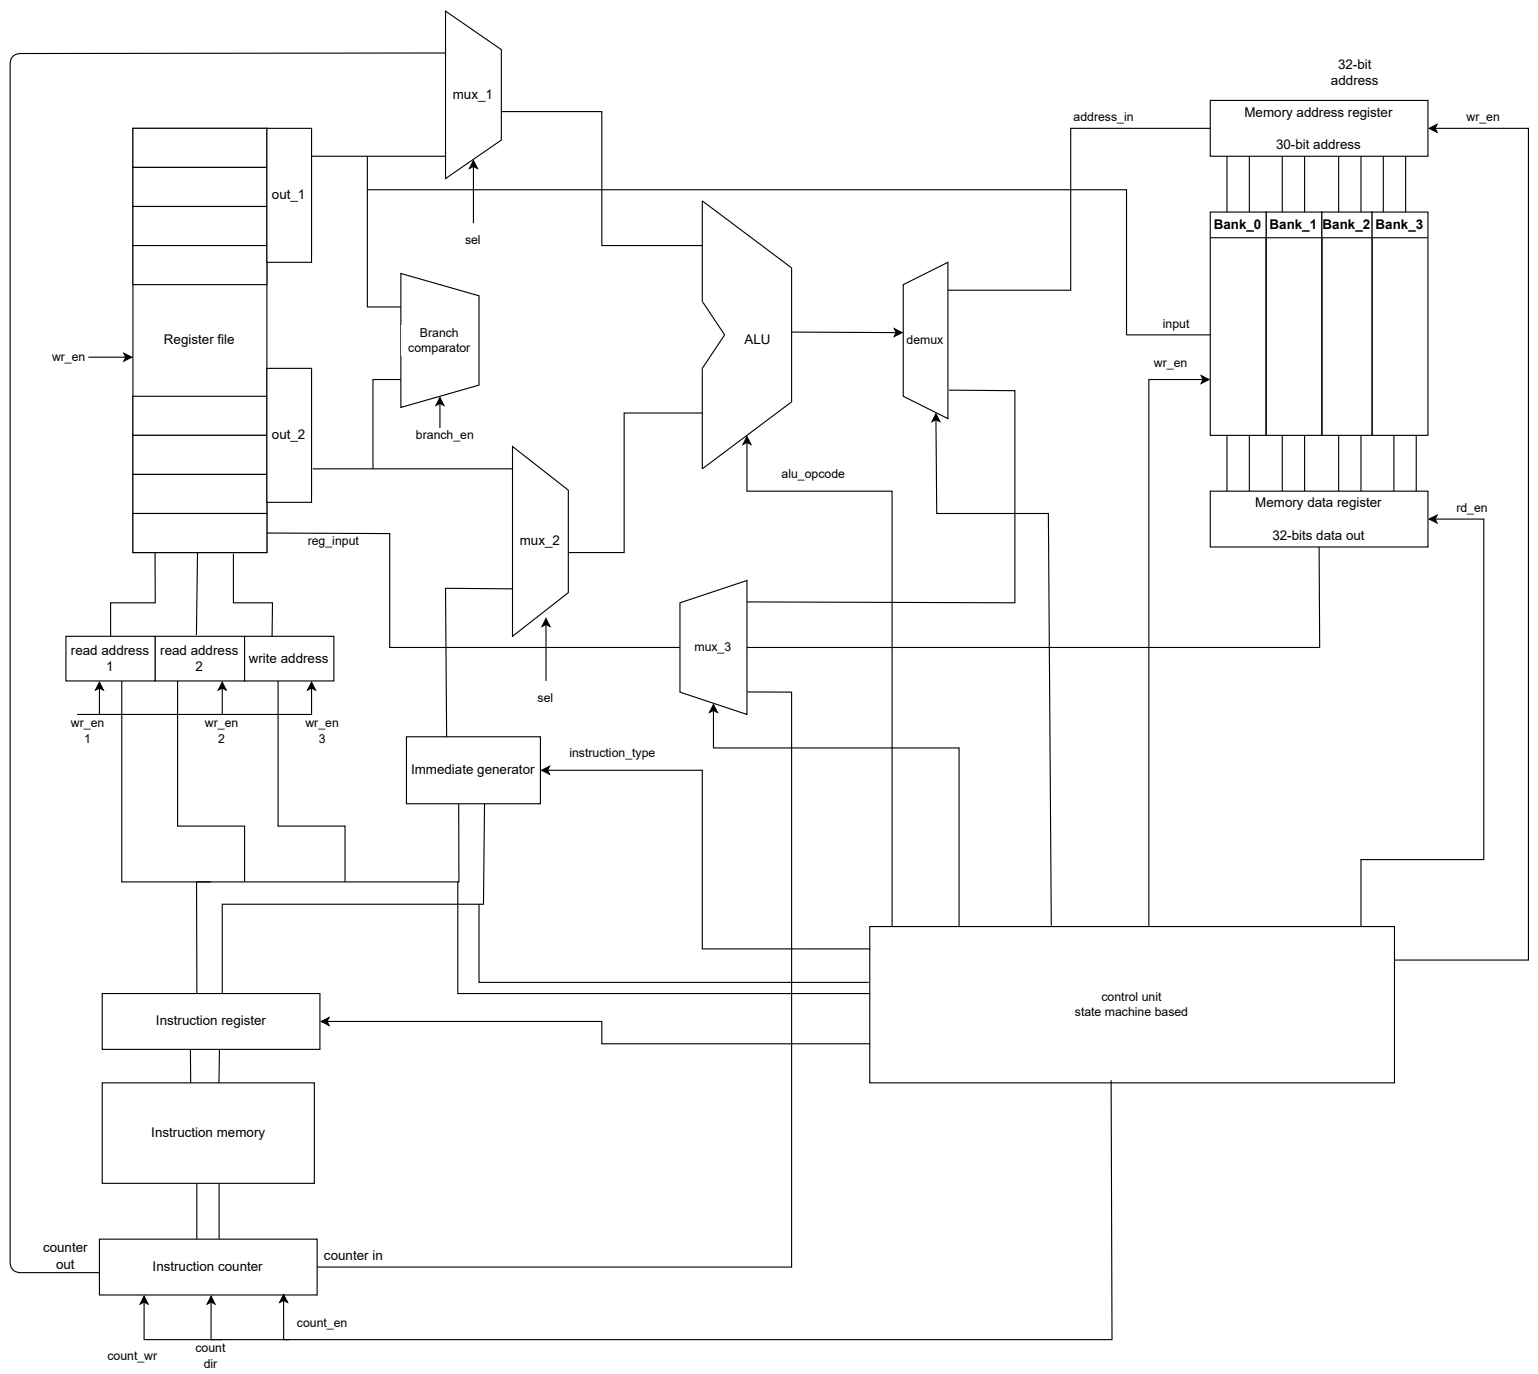 32-bit
address
mux_1
Memory address register
address_in
wr_en
30-bit address
out_1
Bank_0
Bank_1
Bank_2
Bank_3
sel
input
Branch
comparator
Register file
ALU
demux
wr_en
wr_en
branch_en
out_2
alu_opcode
Memory data register
rd_en
32-bits data out
reg_input
mux_2
mux_3
read address
1
read address
2
write address
sel
wr_en
1
wr_en
2
wr_en
3
instruction_type
Immediate generator
control unit
state machine based
Instruction register
Instruction memory
counter
out
counter in
Instruction counter
count_en
count_wr
count
dir